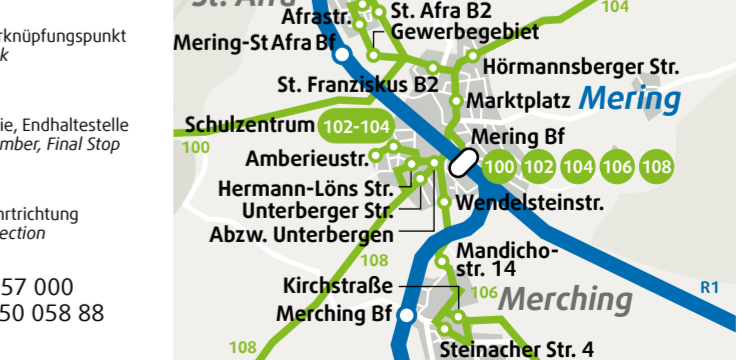 St. Afra
Afrastr.
St. Afra B2
104
Gewerbegebiet
Mering-St Afra Bf
Hörmannsberger Str.
St. Franziskus B2
Marktplatz
Mering
Schulzentrum 102-104
100
Mering Bf
100 102 104 106 108
Amberieustr.
Hermann-Löns Str.
Unterberger Str.
Wendelsteinstr.
Abzw. Unterbergen
108
Mandicho-
str. 14
Kirchstraße
106
Merching
R1
Merching Bf
108
Steinacher Str. 4
rknüpfungspunkt
k
ie, Endhaltestelle
mber, Final Stop
hrtrichtung
ection
57 000
50 058 88